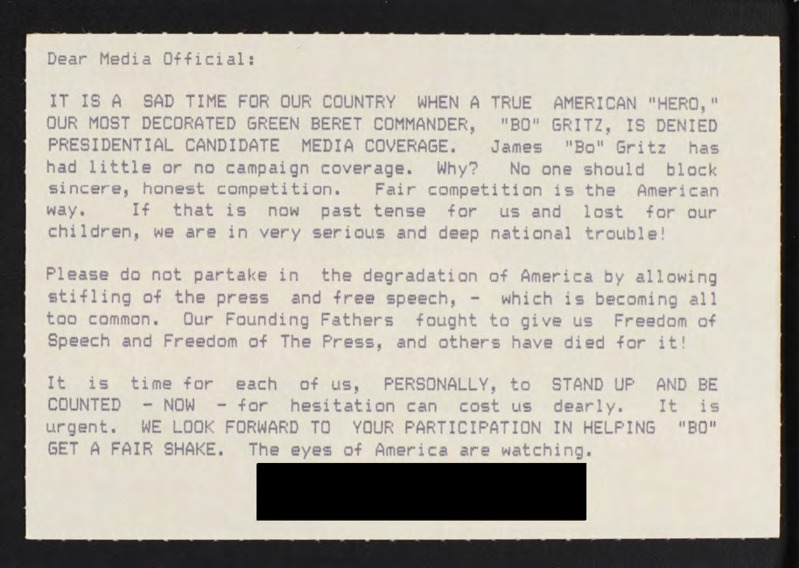 Dear Media Official:
IT IS A SAD TIME FOR OUR COUNTRY WHEN A TRUE AMERICAN "HERO,"
OUR MOST DECORATED GREEN BERET COMMANDER, "BO" GRITZ, IS DENIED
PRESIDENTIAL CANDIDATE MEDIA COVERAGE. James "Bo" Gritz has
had little or no campaign coverage. Why? No one should block
sincere, honest competition. Fair competition is the American
way. If that is now past tense for us and lost for our
children, we are in very serious and deep national trouble!
Please do not partake in the degradation of America by allowing
stifling of the press and free speech, - which is becoming all
too common. Our Founding Fathers fought to give us Freedom of
Speech and Freedom of The Press, and others have died for it!
It is time for each of us, PERSONALLY, to STAND UP AND BE
COUNTED - NOW - for hesitation can cost us dearly. It is
urgent. WE LOOK FORWARD TO YOUR PARTICIPATION IN HELPING "BO"
GET A FAIR SHAKE. The eyes of America are watching.